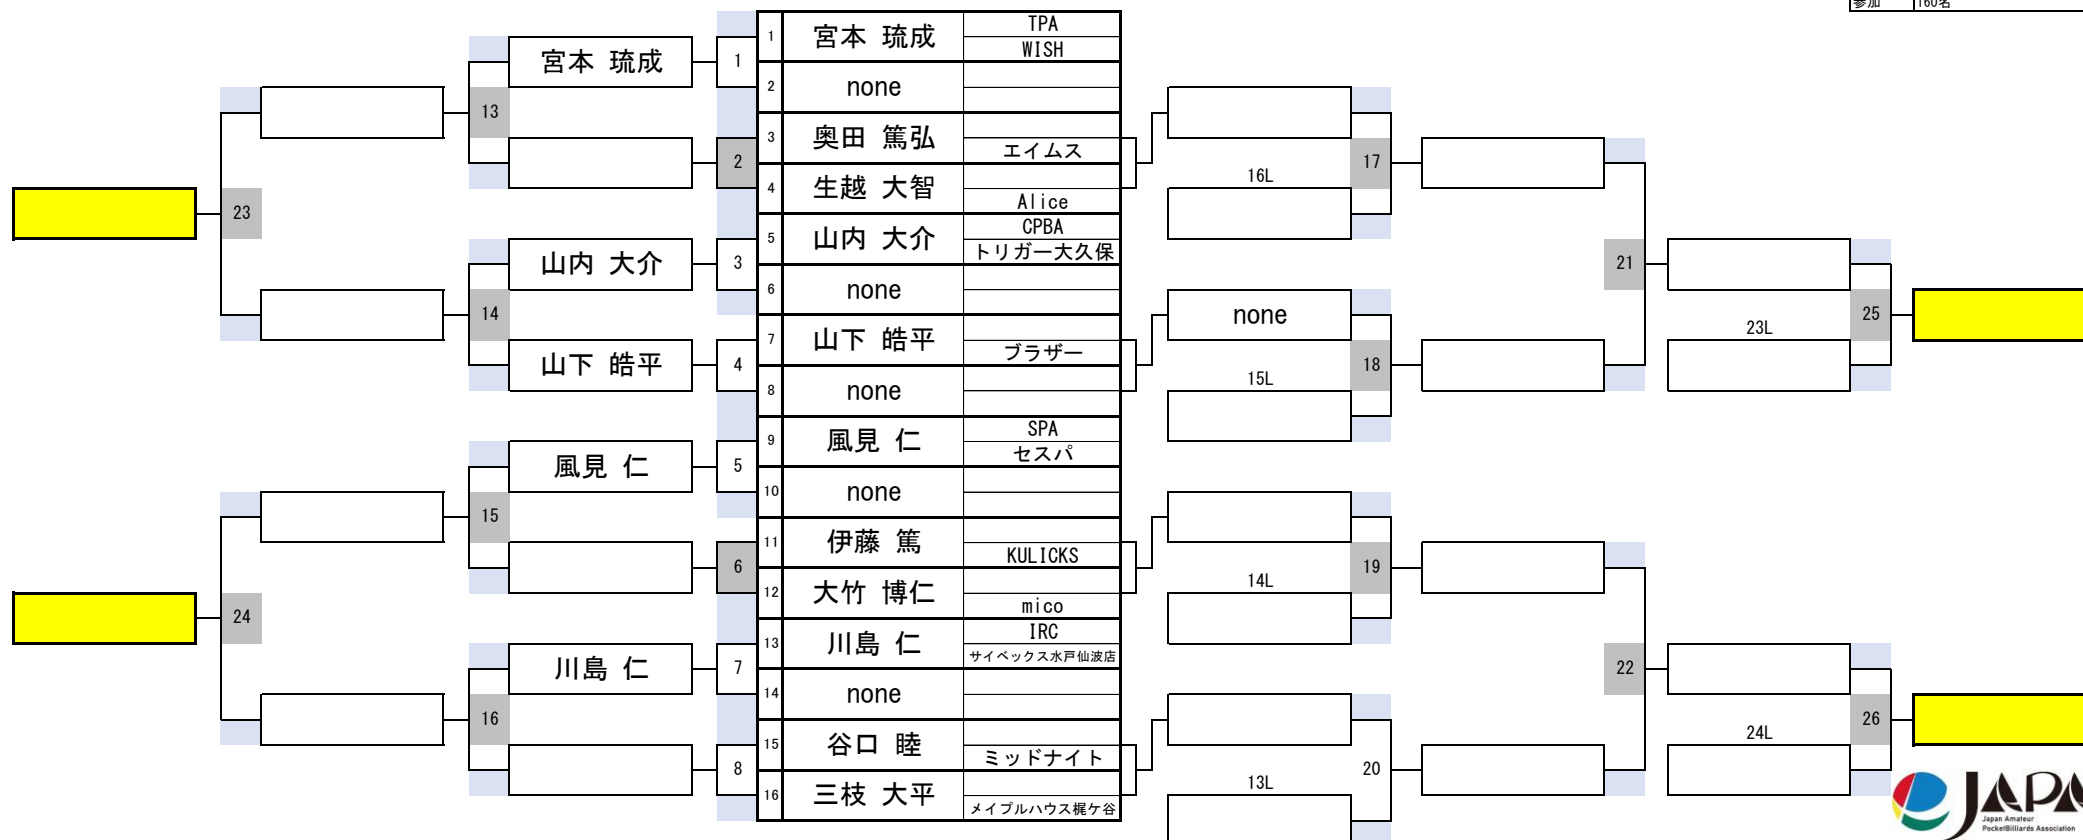 参加 160名
1 宮本 琉成 TPA
WISH
2 none
3 奥田 篤弘
エイムス
4 生越 大智
Alice
5 山内 大介 CPBA
トリガー大久保
6 none
7 山下 皓平
ブラザー
8 none
9 風見 仁 SPA
セスパ
10 none
11 伊藤 篤
KULICKS
12 大竹 博仁
mico
13 川島 仁 IRC
サイベックス水戸仙波店
14 none
15 谷口 睦
ミッドナイト
16 三枝 大平
メイプルハウス梶ケ谷
宮本 琉成 1
13
2
23
山内 大介 3
14
山下 皓平 4
風見 仁 5
15
6
24
川島 仁 7
16
8
17
16L
21
none
18
15L
23L
25
19
14L
22
20
13L
24L
26
JAPA
Japan Amateur
PocketBilliards Association